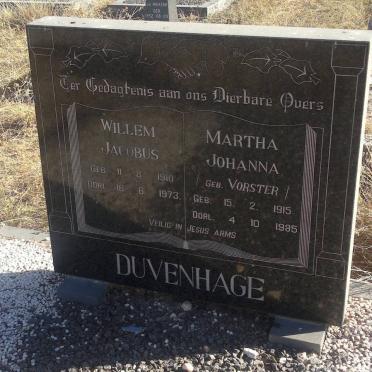 Ter Gedagtenis aan ons Dierbare Ouers
WILLEM
JACOBUS
GEB. 11 . 8 . 1910
OORL. 16 . 6 . 1973
MARTHA
JOHANNA
( GEB. VORSTER )
GEB. 15 . 2 . 1915
OORL. 4 . 10 . 1985
VEILIG IN JESUS ARMS
DUVENHAGE